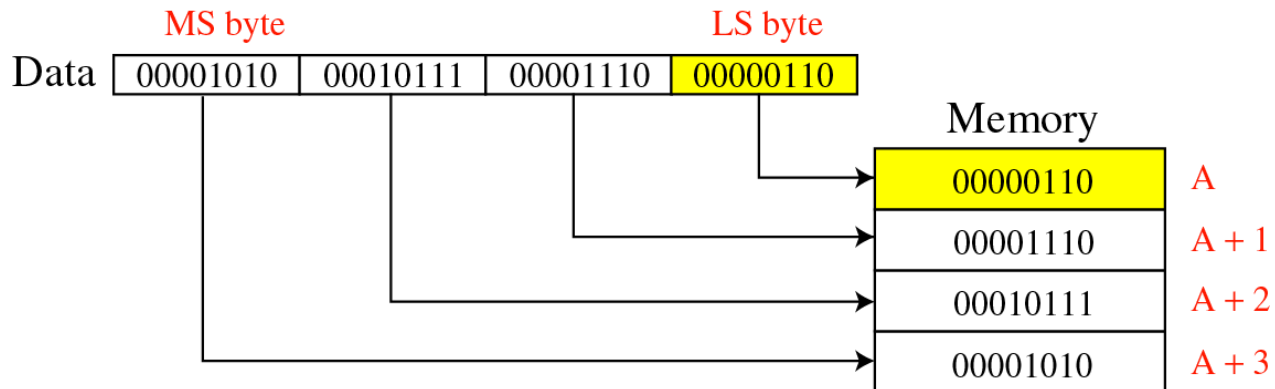 MS byte LS byte
Data 00001010 00010111 00001110 00000110
Memory
00000110 A
00001110 A + 1
00010111 A + 2
00001010 A + 3